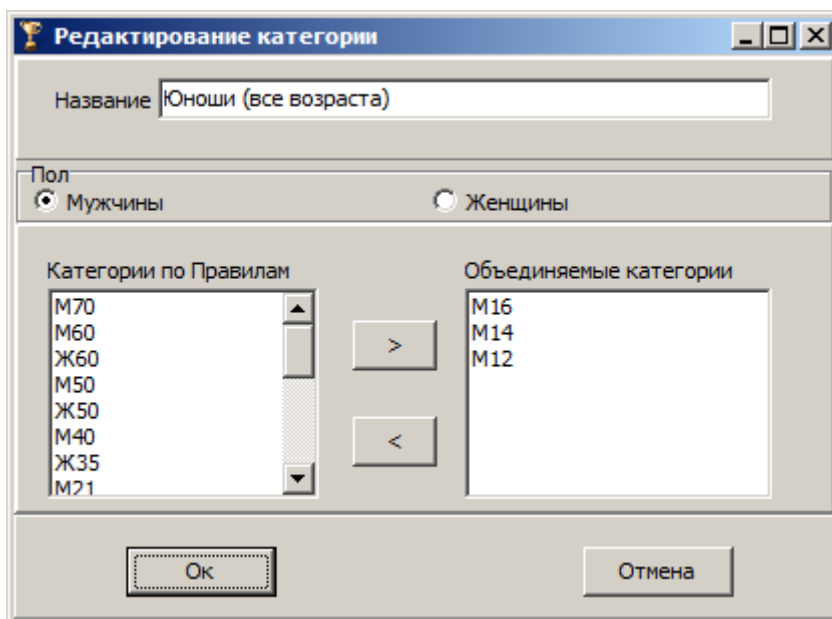 Редактирование категории
Название Юноши (все возраста)
Пол
Мужчины Женщины
Категории по Правилам Объединяемые категории
М70 М16
М60 М14
Ж60 > М12
М50
Ж50
М40 <
Ж35
М21
Ок Отмена